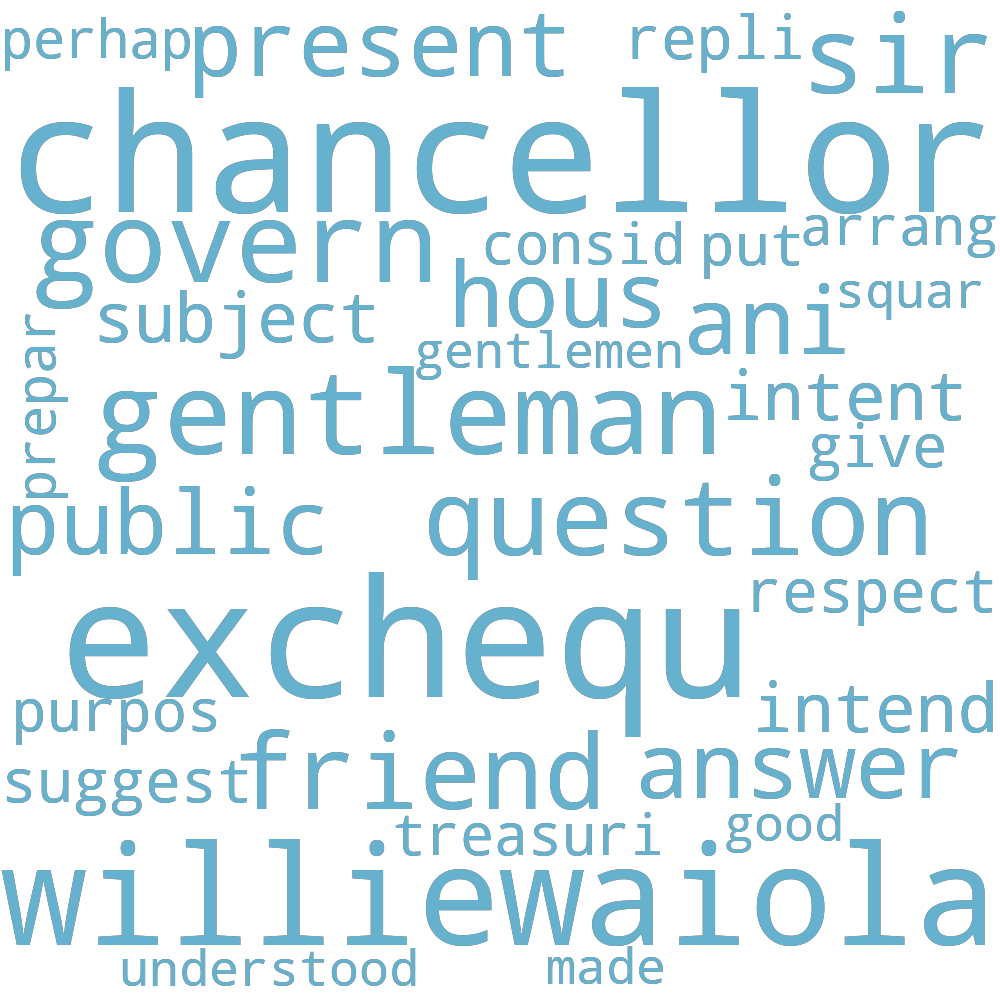 perhap present repli sir
chancellor
govern consid put arrang
subject hous ani squar
gentlemen
prepar gentleman intent
give
public question
exchequ respect
purpos intend
suggest friend answer
treasuri good
williewaiola
understood made